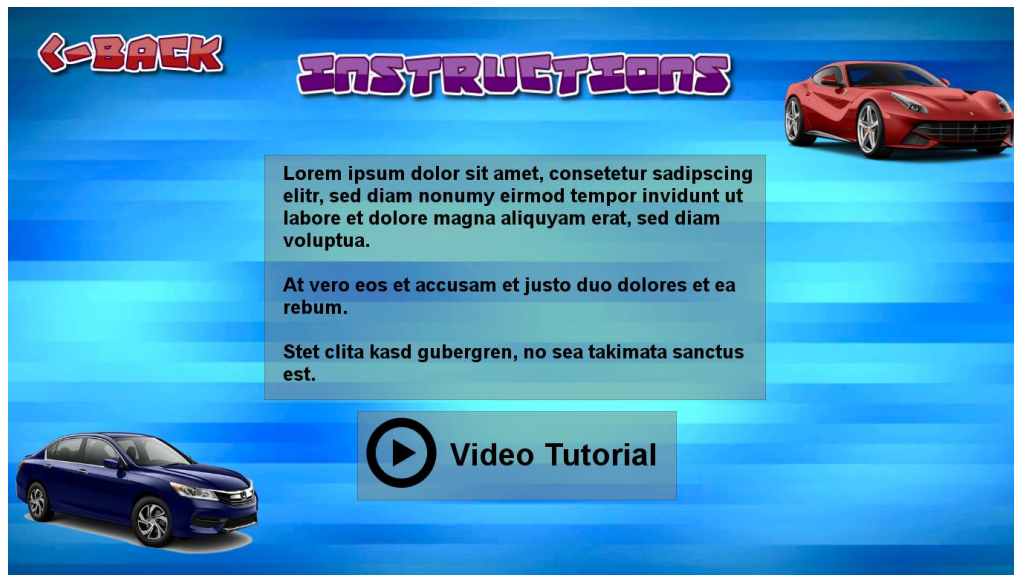 <-BACK
INSTRUCTIONS
Lorem ipsum dolor sit amet, consetetur sadipscing
elitr, sed diam nonumy eirmod tempor invidunt ut
labore et dolore magna aliquyam erat, sed diam
voluptua.
At vero eos et accusam et justo duo dolores et ea
rebum.
Stet clita kasd gubergren, no sea takimata sanctus
est.
Video Tutorial